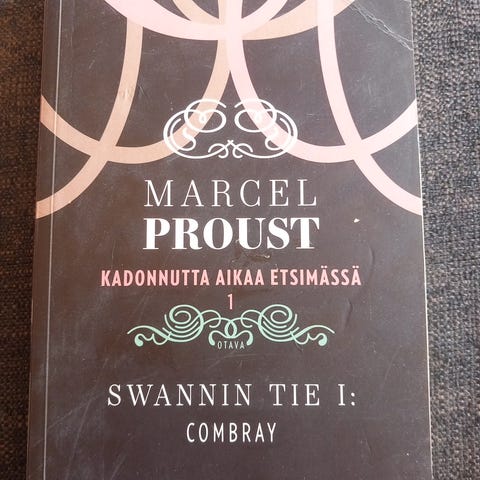 MARCEL
PROUST
KADONNUTTA AIKAA ETSIMÄSSÄ
1
OTAVA
SWANNIN TIE I:
COMBRAY